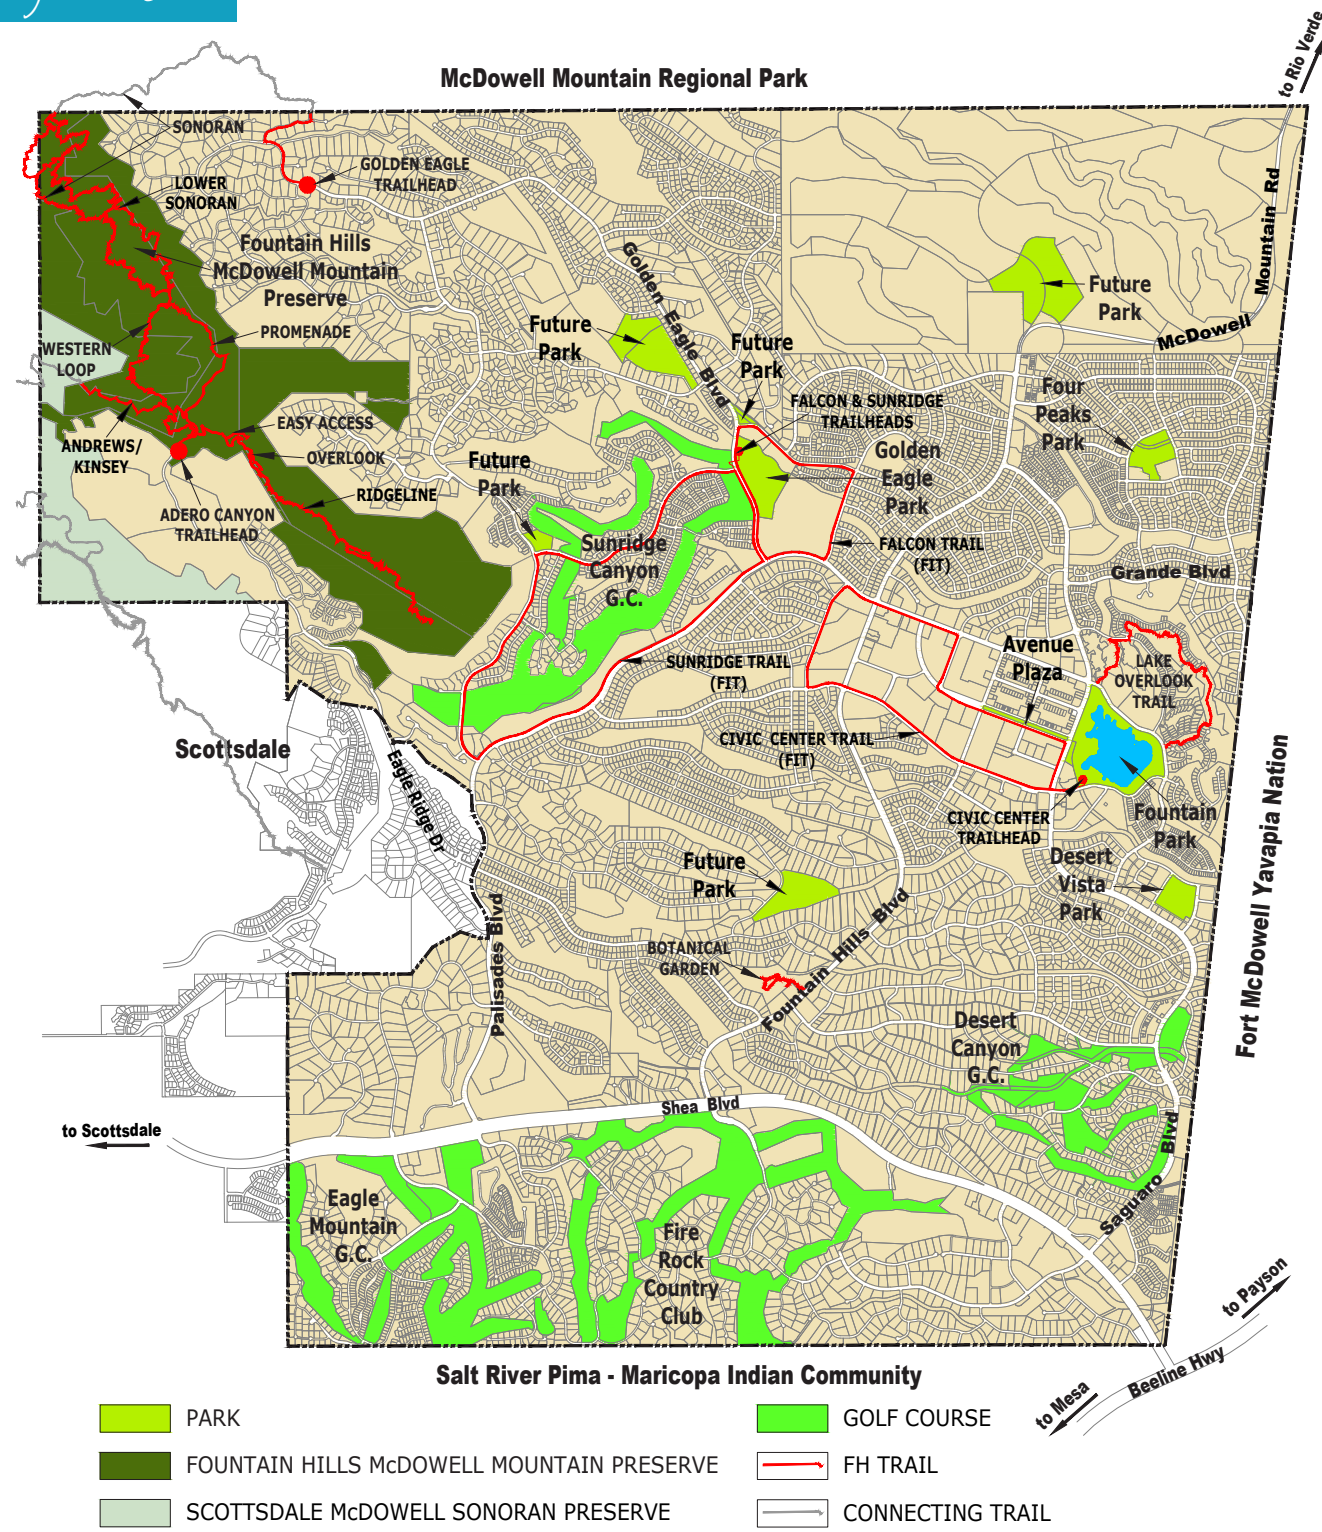 McDowell Mountain Regional Park
to Rio Verde
SONORAN
GOLDEN EAGLE
TRAILHEAD
LOWER
SONORAN
Mountain Rd
Fountain Hills
McDowell Mountain
Preserve
Golden Eagle Blvd
Future
Park
McDowell
PROMENADE
Future
Park
Future
Park
WESTERN
LOOP
Four
Peaks
Park
FALCON & SUNRIDGE
TRAILHEADS
EASY ACCESS
ANDREWS/
KINSEY
OVERLOOK
Golden
Eagle
Park
Future
Park
RIDGELINE
ADERO CANYON
TRAILHEAD
Sunridge
Canyon
G.C.
FALCON TRAIL
(FIT)
Grande Blvd
Avenue
Plaza
LAKE
OVERLOOK
TRAIL
SUNRIDGE TRAIL
(FIT)
Scottsdale
Eagle Ridge Dr
CIVIC CENTER TRAIL
(FIT)
CIVIC CENTER
TRAILHEAD
Fountain
Park
Fort McDowell Yavapia Nation
Future
Park
Desert
Vista
Park
Palisades Blvd
BOTANICAL
GARDEN
Fountain Hills Blvd
Desert
Canyon
G.C.
Shea Blvd
to Scottsdale
Saguaro Blvd
Eagle
Mountain
G.C.
Fire
Rock
Country
Club
to Payson
Salt River Pima - Maricopa Indian Community
Beeline Hwy
to Mesa
PARK
GOLF COURSE
FOUNTAIN HILLS McDOWELL MOUNTAIN PRESERVE
FH TRAIL
SCOTTSDALE McDOWELL SONORAN PRESERVE
CONNECTING TRAIL